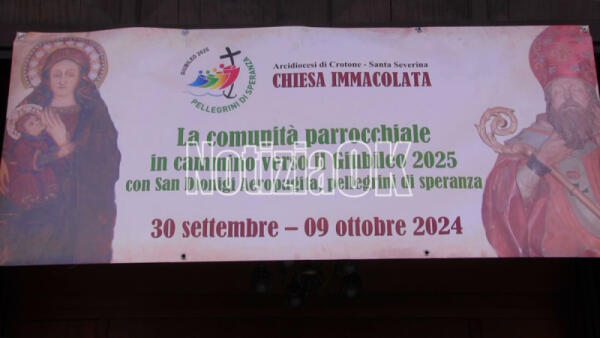 GIUBILEO 2025
PELLEGRINI DI SPERANZA
Arcidiocesi di Crotone - Santa Severina
CHIESA IMMACOLATA
La comunità parrocchiale
in cammino verso il Giubileo 2025
con San Dionigi Aeropagita, pellegrini di speranza
NotiziaOK
30 settembre – 09 ottobre 2024